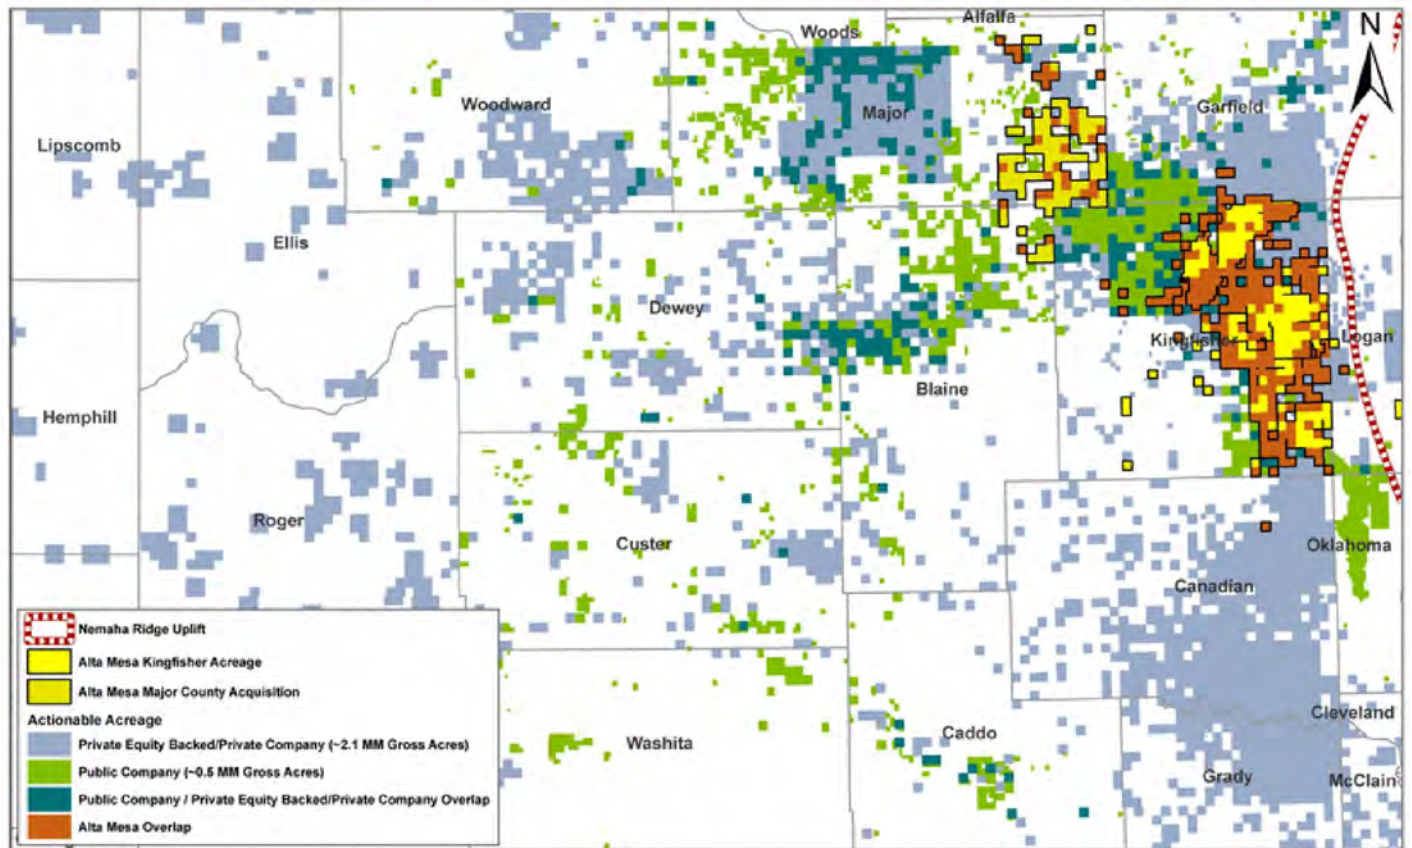 Alfalfa
N
Woods
Woodward
Major
Garfield
Lipscomb
Ellis
Dewey
Kingfisher
Logan
Blaine
Hemphill
Roger
Custer
Oklahoma
Canadian
Nemaha Ridge Uplift
Alta Mesa Kingfisher Acreage
Alta Mesa Major County Acquisition
Actionable Acreage
Private Equity Backed/Private Company (~2.1 MM Gross Acres)
Public Company (~0.5 MM Gross Acres)
Public Company / Private Equity Backed/Private Company Overlap
Alta Mesa Overlap
Washita
Caddo
Cleveland
Grady
McClain